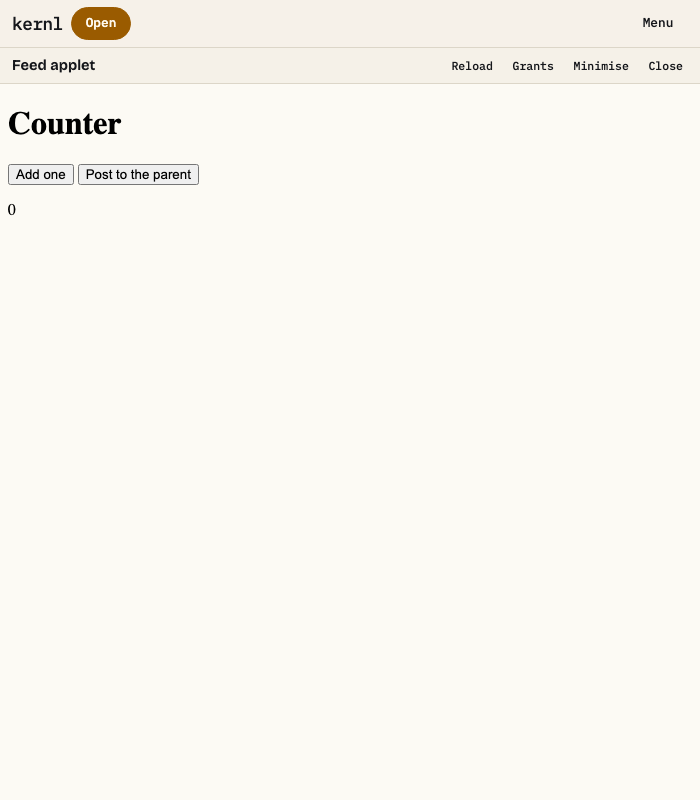 kernl Open Menu
Feed applet Reload Grants Minimise Close
Counter
Add one Post to the parent
0